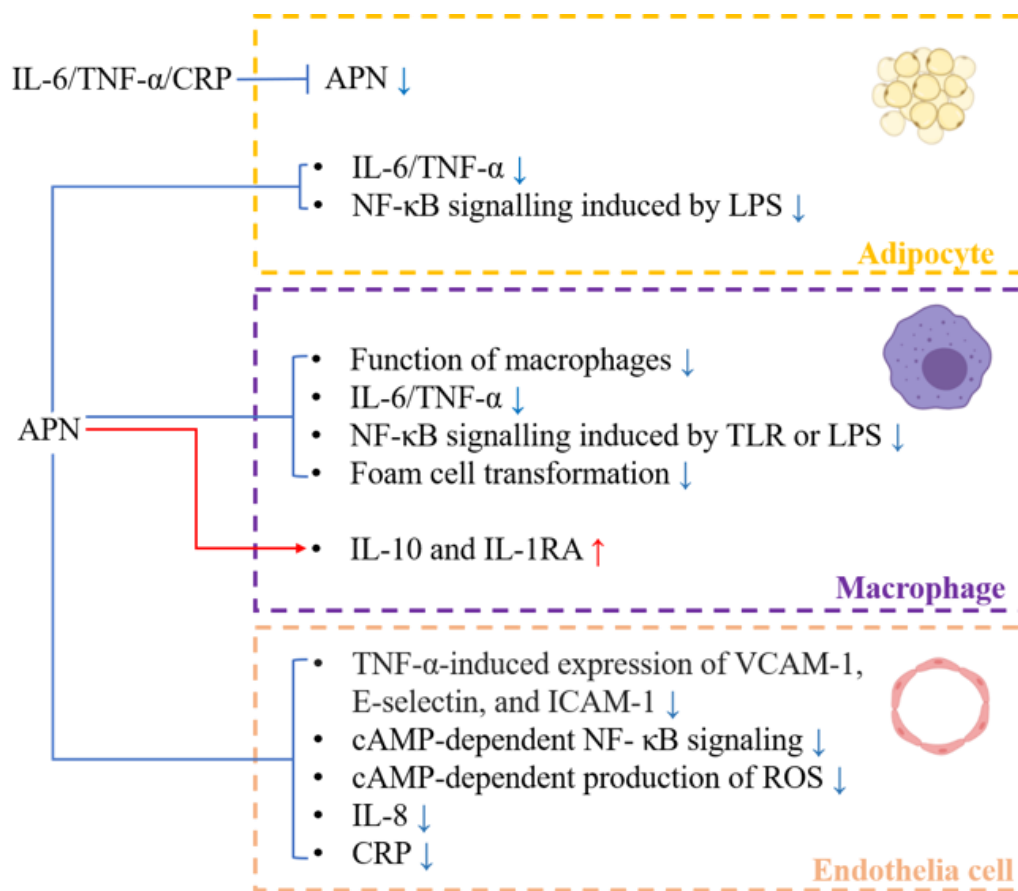 IL-6/TNF-α/CRP
APN ↓
• IL-6/TNF-α ↓
• NF-κB signalling induced by LPS ↓
Adipocyte
• Function of macrophages ↓
• IL-6/TNF-α ↓
APN
• NF-κB signalling induced by TLR or LPS ↓
• Foam cell transformation ↓
• IL-10 and IL-1RA ↑
Macrophage
• TNF-α-induced expression of VCAM-1,
E-selectin, and ICAM-1 ↓
• cAMP-dependent NF- κB signaling ↓
• cAMP-dependent production of ROS ↓
• IL-8 ↓
• CRP ↓
Endothelia cell